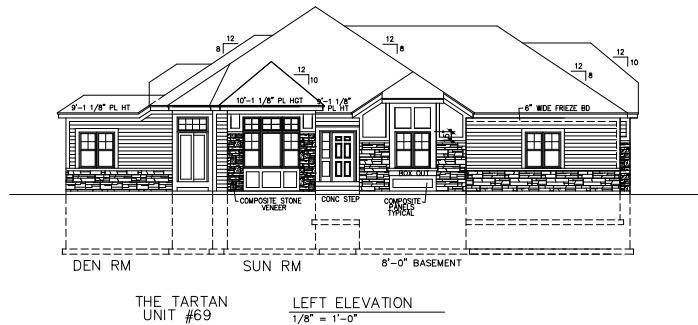 12
8
12
8
12
10
12
8
12
10
9'-1 1/8" PL HT
10'-1 1/8" PL HGT
9'-1 1/8"
PL HT
6" WIDE FRIEZE BD
BOX OUT
COMPOSITE STONE
VENEER
CONC STEP
COMPOSITE
PANELS
TYPICAL
DEN RM
SUN RM
8'-0" BASEMENT
THE TARTAN
UNIT #69
LEFT ELEVATION
1/8" = 1'-0"